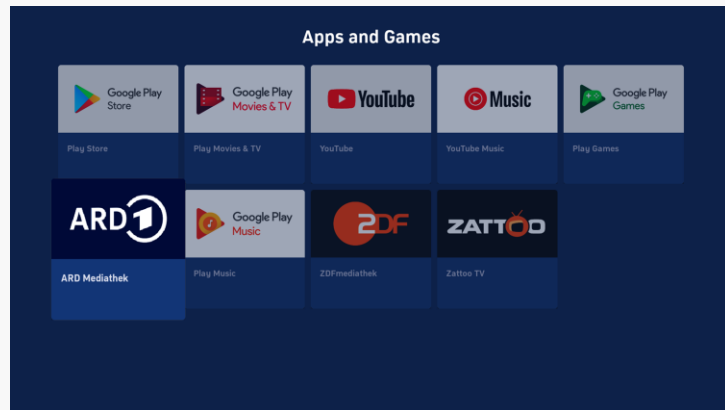 Apps and Games
Google Play
Store
Google Play
Movies & TV
YouTube
Music
Google Play
Games
Play Store
Play Movies & TV
YouTube
YouTube Music
Play Games
ARD 1
Google Play
Music
2DF
ZATTOO
ARD Mediathek
Play Music
ZDFmediathek
Zattoo TV